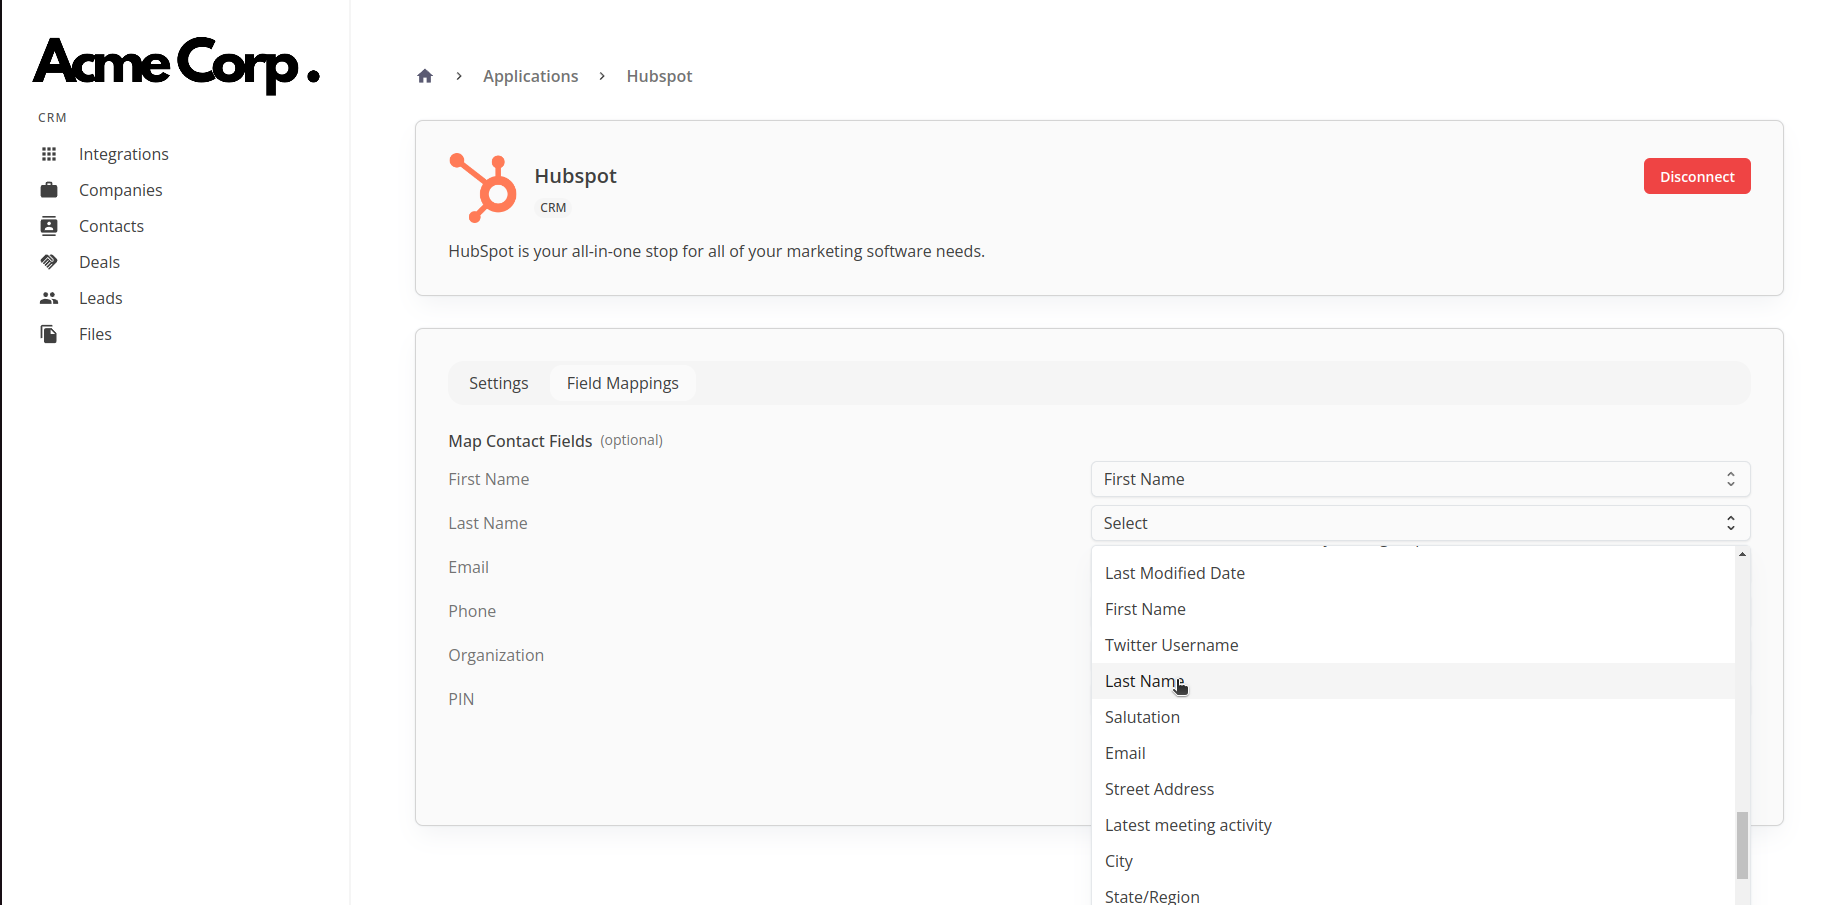 Acme Corp .
CRM
Integrations
Companies
Contacts
Deals
Leads
Files
Applications
Hubspot
Hubspot
CRM
Disconnect
HubSpot is your all-in-one stop for all of your marketing software needs.
Settings
Field Mappings
Map Contact Fields (optional)
First Name
First Name
Last Name
Select
Email
Phone
Organization
PIN
Last Modified Date
First Name
Twitter Username
Last Name
Salutation
Email
Street Address
Latest meeting activity
City
State/Region